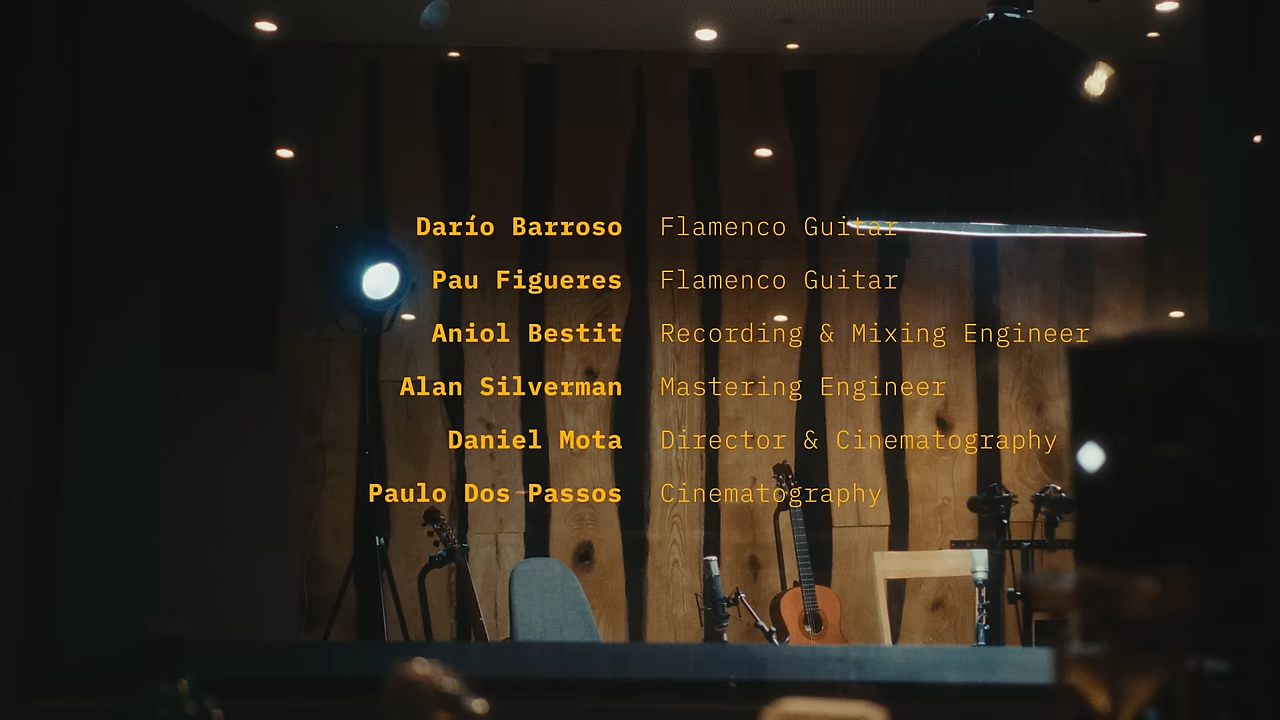 Darío Barroso Flamenco Guitar
Pau Figueres Flamenco Guitar
Aniol Bestit Recording & Mixing Engineer
Alan Silverman Mastering Engineer
Daniel Mota Director & Cinematography
Paulo Dos Passos Cinematography